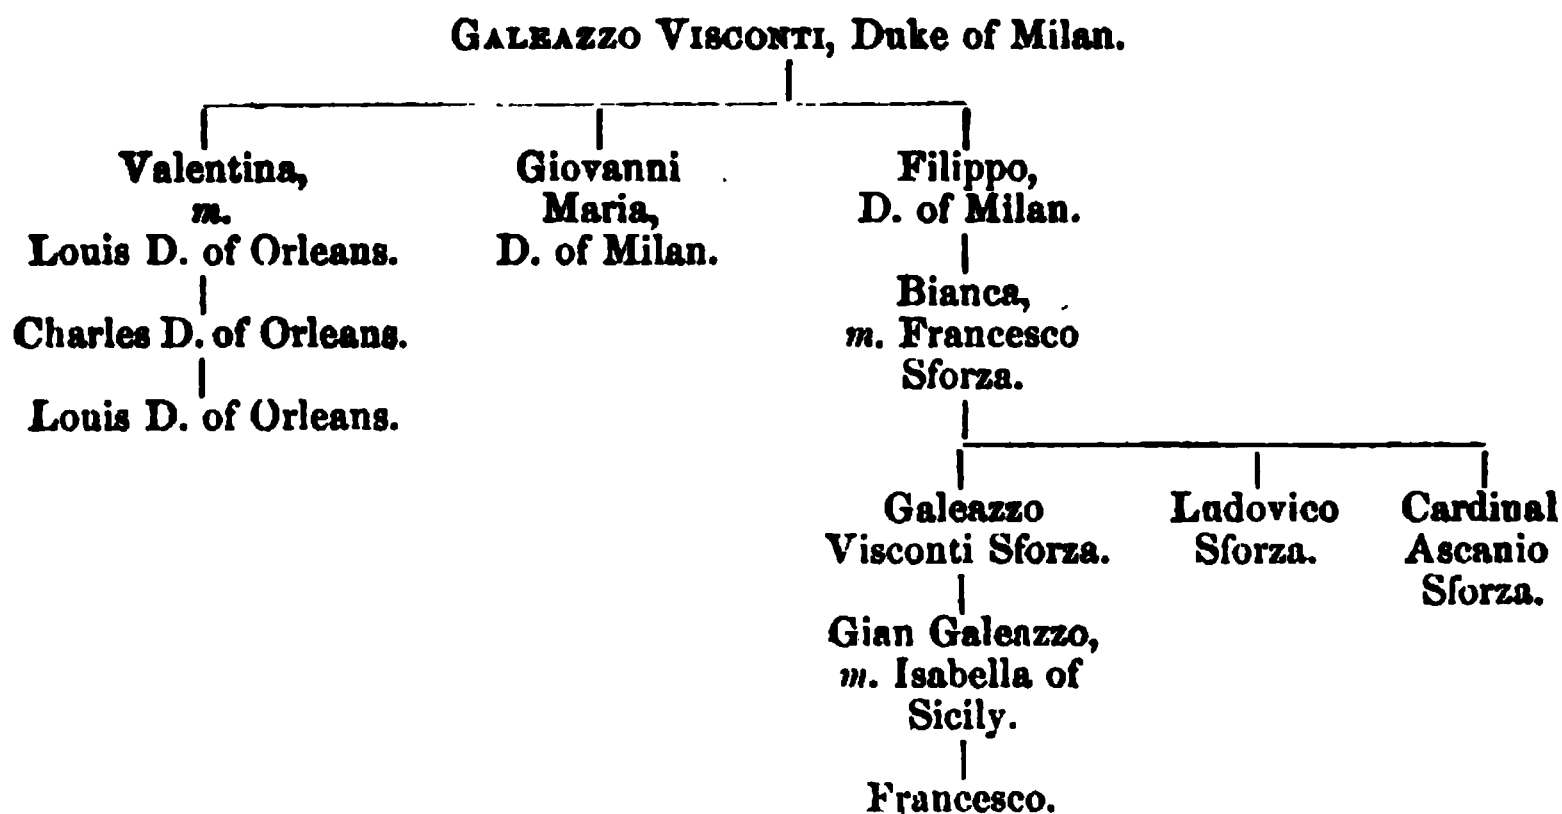 GALEAZZO VISCONTI, Duke of Milan.
Valentina,
m.
Louis D. of Orleans.
Charles D. of Orleans.
Louis D. of Orleans.
Giovanni
Maria,
D. of Milan.
Filippo,
D. of Milan.
Bianca,
m. Francesco
Sforza.
Galeazzo
Visconti Sforza.
Ludovico
Sforza.
Cardinal
Ascanio
Sforza.
Gian Galeazzo,
m. Isabella of
Sicily.
Francesco.